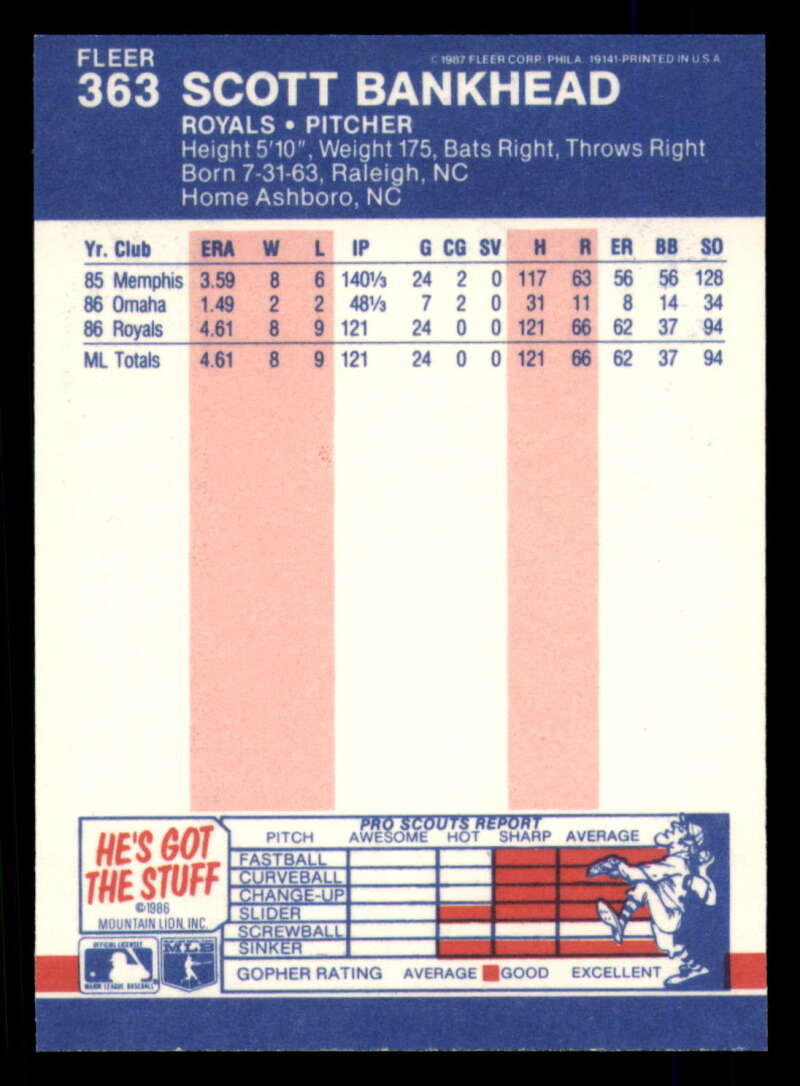 FLEER
© 1987 FLEER CORP. PHILA. 19141-PRINTED IN U.S.A.
363 SCOTT BANKHEAD
ROYALS • PITCHER
Height 5'10", Weight 175, Bats Right, Throws Right
Born 7-31-63, Raleigh, NC
Home Ashboro, NC
Yr. Club ERA W L IP G CG SV H R ER BB SO
85 Memphis 3.59 8 6 140⅓ 24 2 0 117 63 56 56 128
86 Omaha 1.49 2 2 48⅓ 7 2 0 31 11 8 14 34
86 Royals 4.61 8 9 121 24 0 0 121 66 62 37 94
ML Totals 4.61 8 9 121 24 0 0 121 66 62 37 94
HE'S GOT
THE STUFF
©1986
MOUNTAIN LION, INC.
PRO SCOUTS REPORT
PITCH AWESOME HOT SHARP AVERAGE
FASTBALL
CURVEBALL
CHANGE-UP
SLIDER
SCREWBALL
SINKER
GOPHER RATING AVERAGE GOOD EXCELLENT
OFFICIAL LICENSEE
MAJOR LEAGUE BASEBALL
MLB